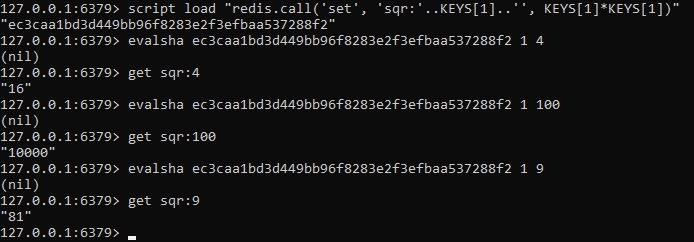 127.0.0.1:6379> script load "redis.call('set', 'sqr:'..KEYS[1]..'', KEYS[1]*KEYS[1])"
"ec3caa1bd3d449bb96f8283e2f3efbaa537288f2"
127.0.0.1:6379> evalsha ec3caa1bd3d449bb96f8283e2f3efbaa537288f2 1 4
(nil)
127.0.0.1:6379> get sqr:4
"16"
127.0.0.1:6379> evalsha ec3caa1bd3d449bb96f8283e2f3efbaa537288f2 1 100
(nil)
127.0.0.1:6379> get sqr:100
"10000"
127.0.0.1:6379> evalsha ec3caa1bd3d449bb96f8283e2f3efbaa537288f2 1 9
(nil)
127.0.0.1:6379> get sqr:9
"81"
127.0.0.1:6379>